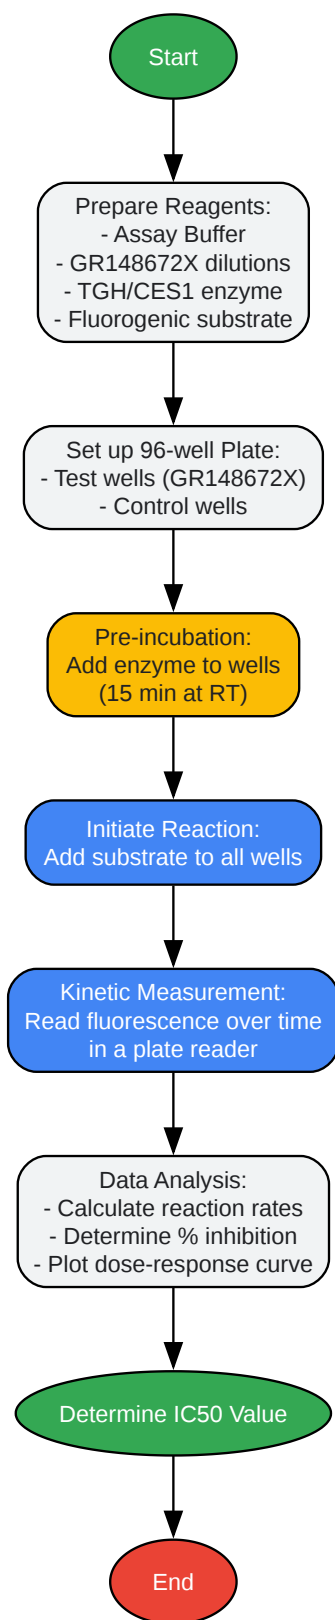 Start
Prepare Reagents:
- Assay Buffer
- GR148672X dilutions
- TGH/CES1 enzyme
- Fluorogenic substrate
Set up 96-well Plate:
- Test wells (GR148672X)
- Control wells
Pre-incubation:
Add enzyme to wells
(15 min at RT)
Initiate Reaction:
Add substrate to all wells
Kinetic Measurement:
Read fluorescence over time
in a plate reader
Data Analysis:
- Calculate reaction rates
- Determine % inhibition
- Plot dose-response curve
Determine IC50 Value
End